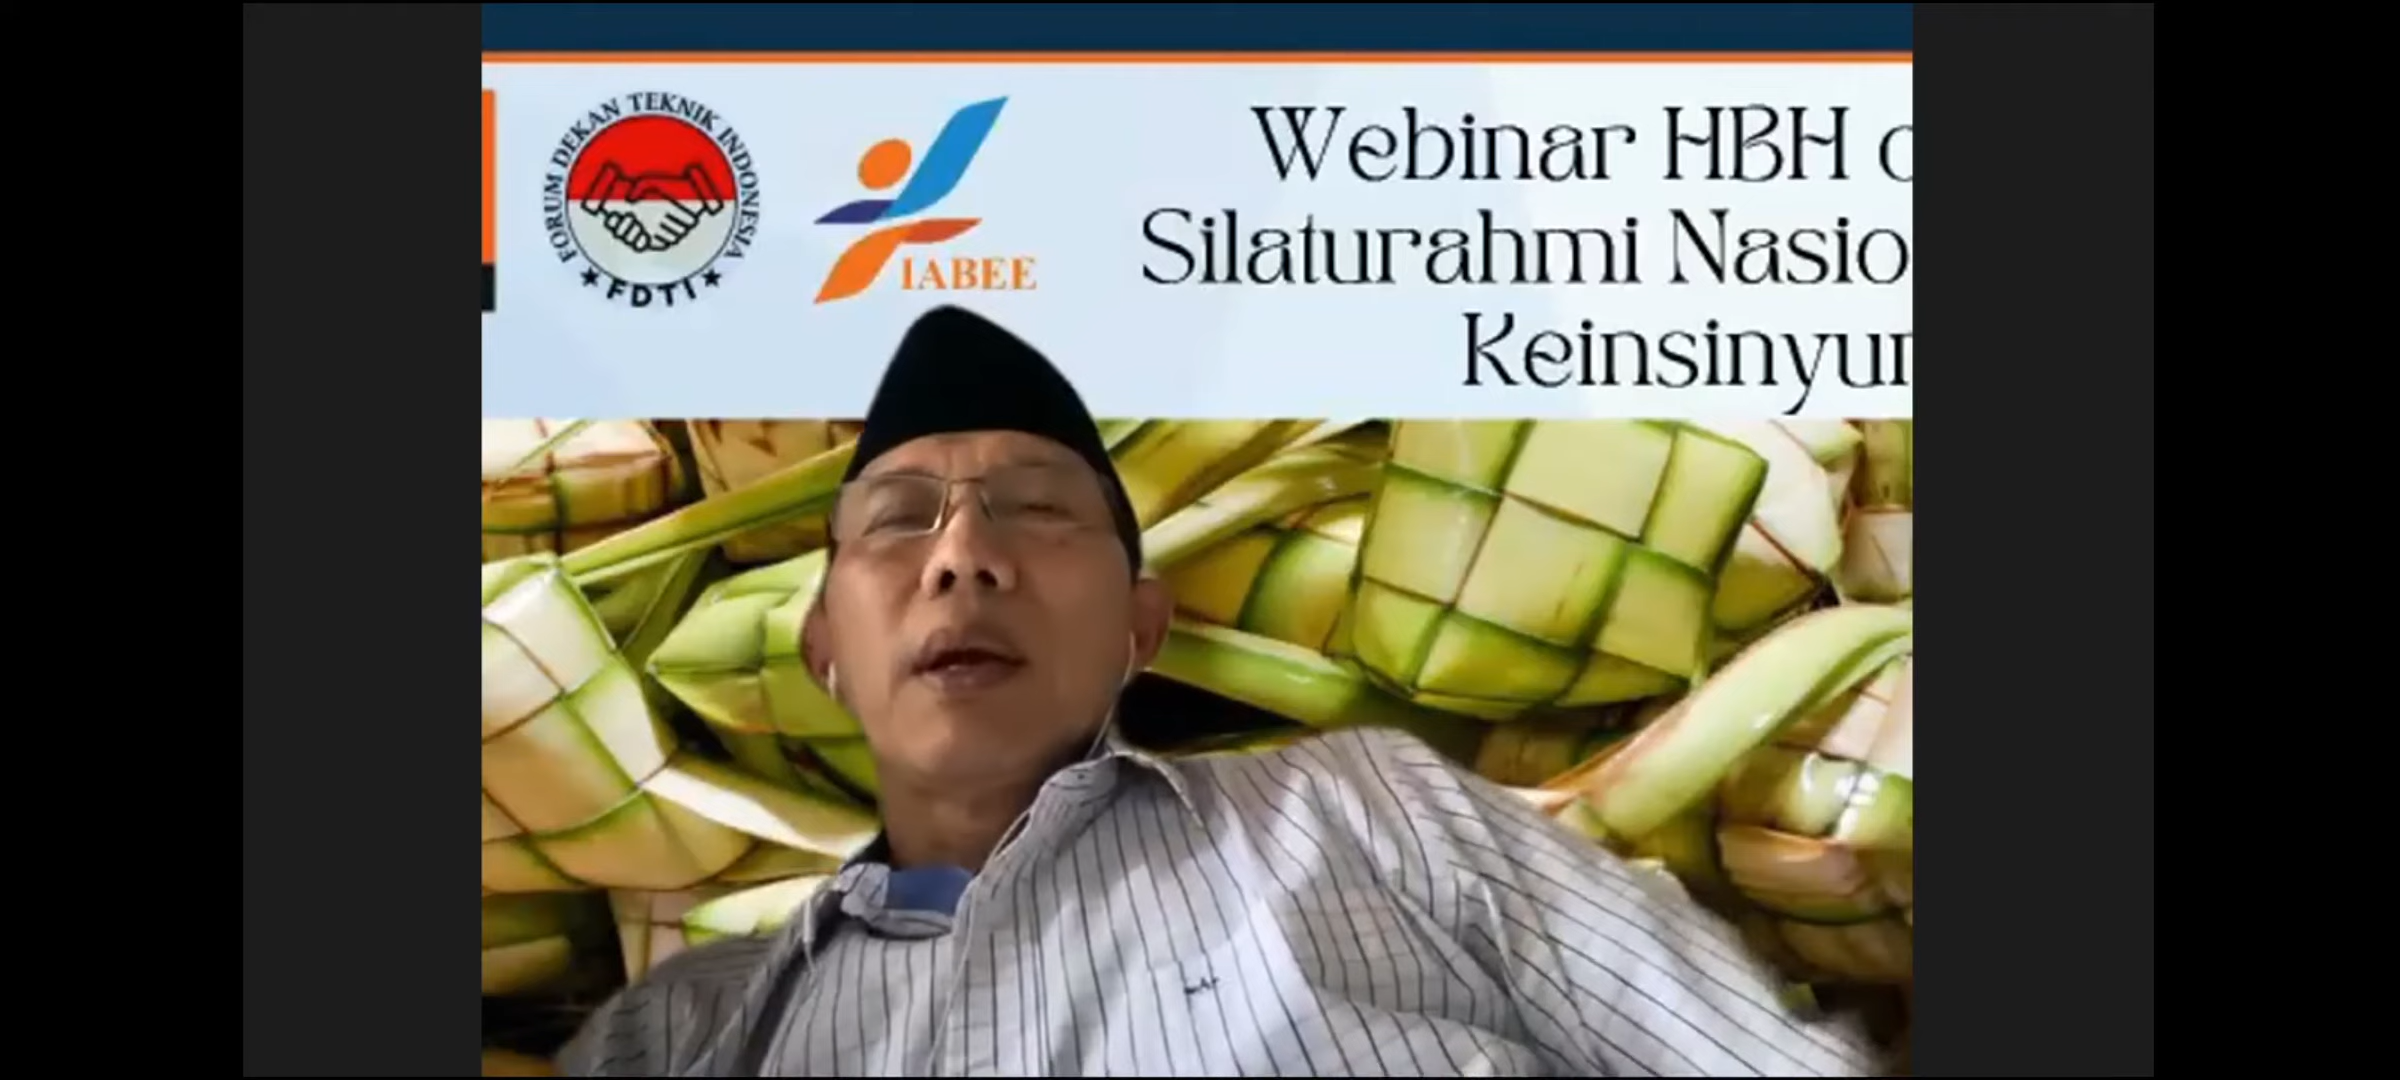 FORUM DEKAN TEKNIK INDONESIA
FDTI
IABEE
Webinar HBH
Silaturahmi Nasio
Keinsinyur